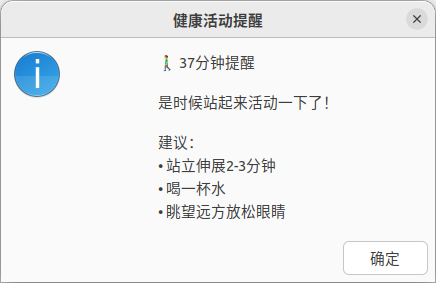 健康活动提醒
🚶 37分钟提醒
是时候站起来活动一下了！
建议：
• 站立伸展2-3分钟
• 喝一杯水
• 眺望远方放松眼睛
确定